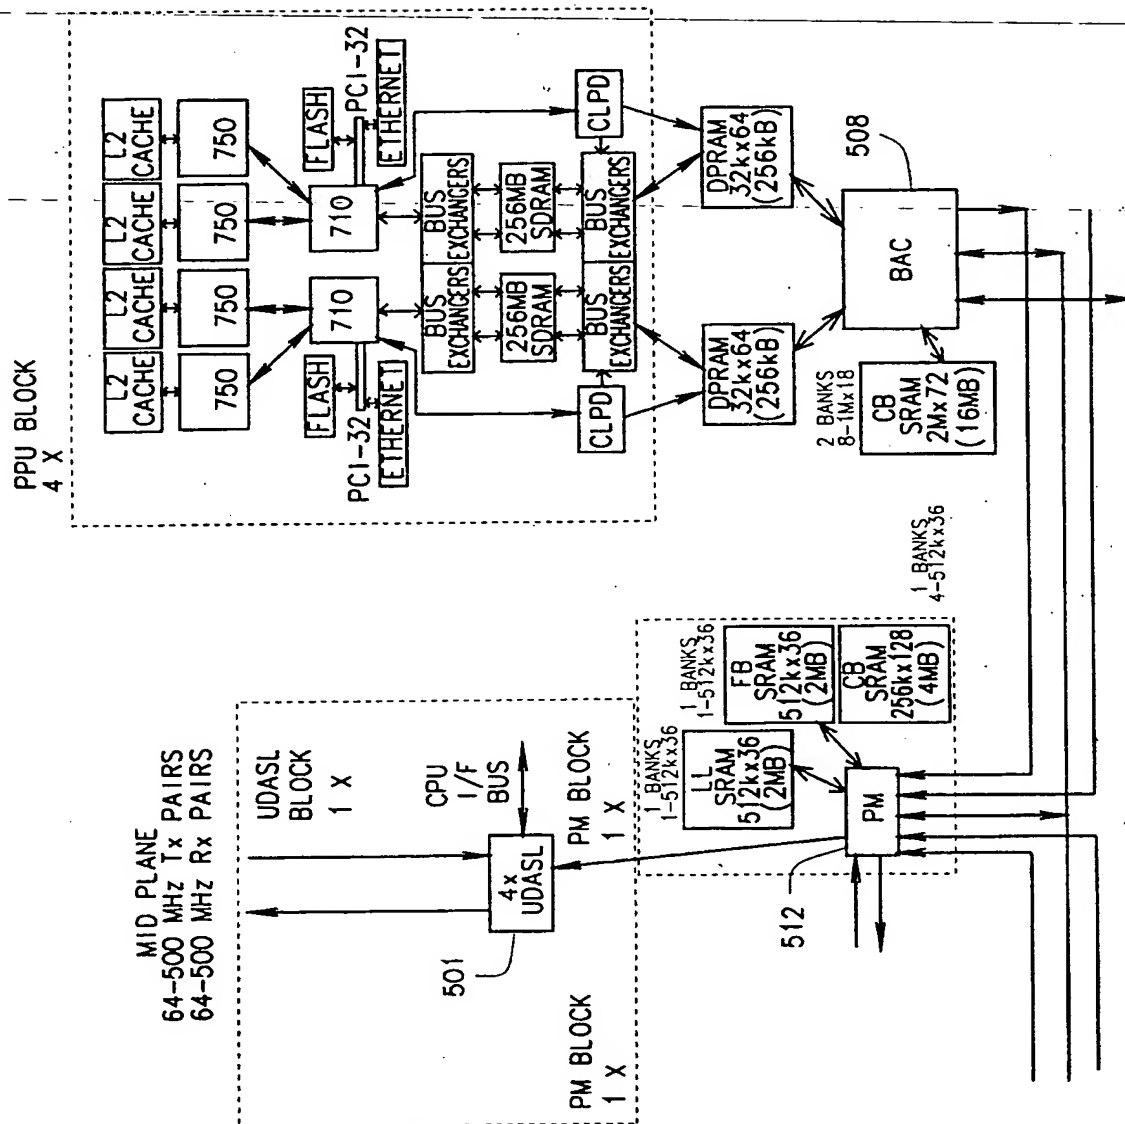 PPU BLOCK
4 X
L2
CACHE
L2
CACHE
L2
CACHE
L2
CACHE
750
750
750
750
FLASH
PCI-32
ETHERNET
710
710
FLASH
PCI-32
ETHERNET
BUS
EXCHANGERS
BUS
EXCHANGERS
256MB
SDRAM
256MB
SDRAM
CLPD
BUS
EXCHANGERS
BUS
EXCHANGERS
CLPD
DPRAM
32kx64
(256kB)
DPRAM
32kx64
(256kB)
508
BAC
2 BANKS
8-1Mx18
CB
SRAM
2Mx72
(16MB)
1 BANKS
4-512kx36
MID PLANE
64-500 MHz Tx PAIRS
64-500 MHz Rx PAIRS
UDASL
BLOCK
1 X
CPU
I/F
BUS
4x
UDASL
501
PM BLOCK
1 X
PM BLOCK
1 X
1 BANKS
1-512kx36
LL
SRAM
512kx36
(2MB)
1 BANKS
1-512kx36
FB
SRAM
512kx36
(2MB)
CB
SRAM
256kx128
(4MB)
PM
512